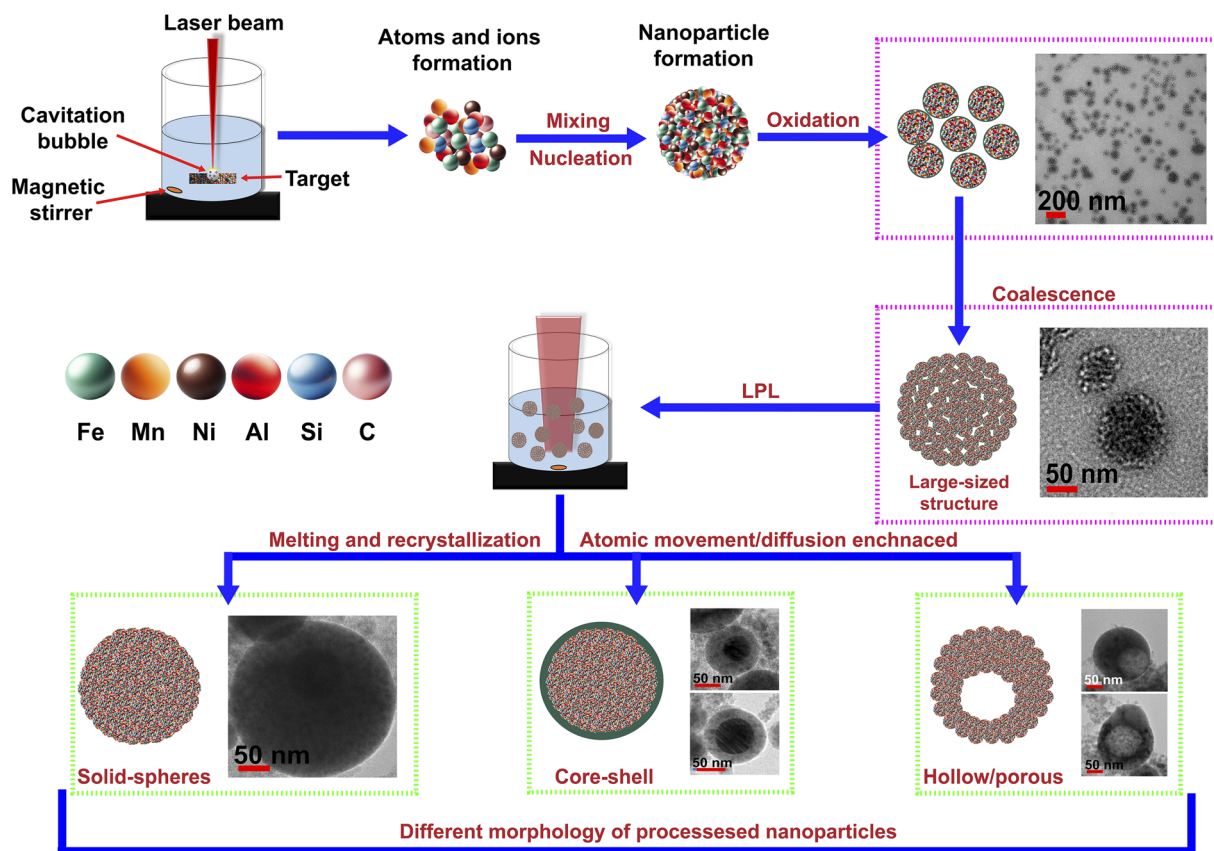 Laser beam
Cavitation
bubble
Magnetic
stirrer
Target
Atoms and ions
formation
Mixing
Nucleation
Nanoparticle
formation
Oxidation
200 nm
Coalescence
Large-sized
structure
50 nm
LPL
Fe Mn Ni Al Si C
Melting and recrystallization
Atomic movement/diffusion enchnaced
Solid-spheres
50 nm
Core-shell
50 nm
50 nm
Hollow/porous
50 nm
50 nm
Different morphology of processesed nanoparticles